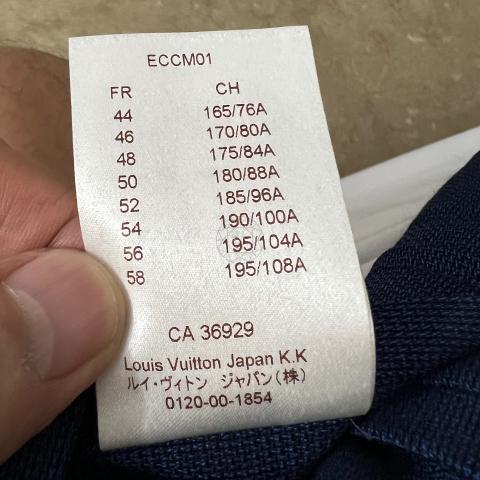 ECCM01
FR CH
44 165/76A
46 170/80A
48 175/84A
50 180/88A
52 185/96A
54 190/100A
56 195/104A
58 195/108A
CA 36929
Louis Vuitton Japan K.K
ルイ・ヴィトン ジャパン(株)
0120-00-1854